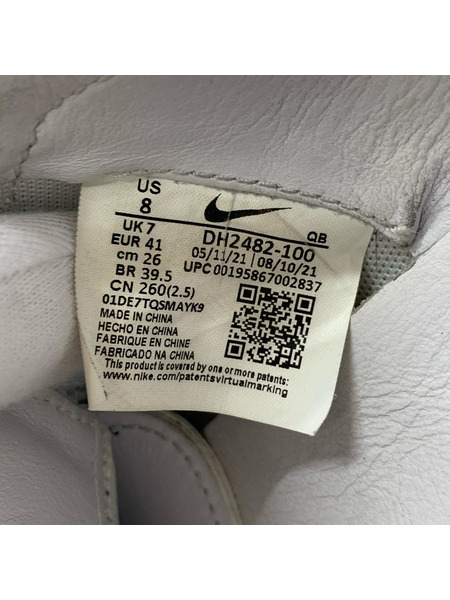 US
8
UK 7
EUR 41
cm 26
BR 39.5
CN 260(2.5)
01DE7TQSMAYK9
QB
DH2482-100
05/11/21 08/10/21
UPC00195867002837
MADE IN CHINA
HECHO EN CHINA
FABRIQUE EN CHINE
FABRICADO NA CHINA
This product is covered by one or more patents:
www.nike.com/patentsvirtualmarking